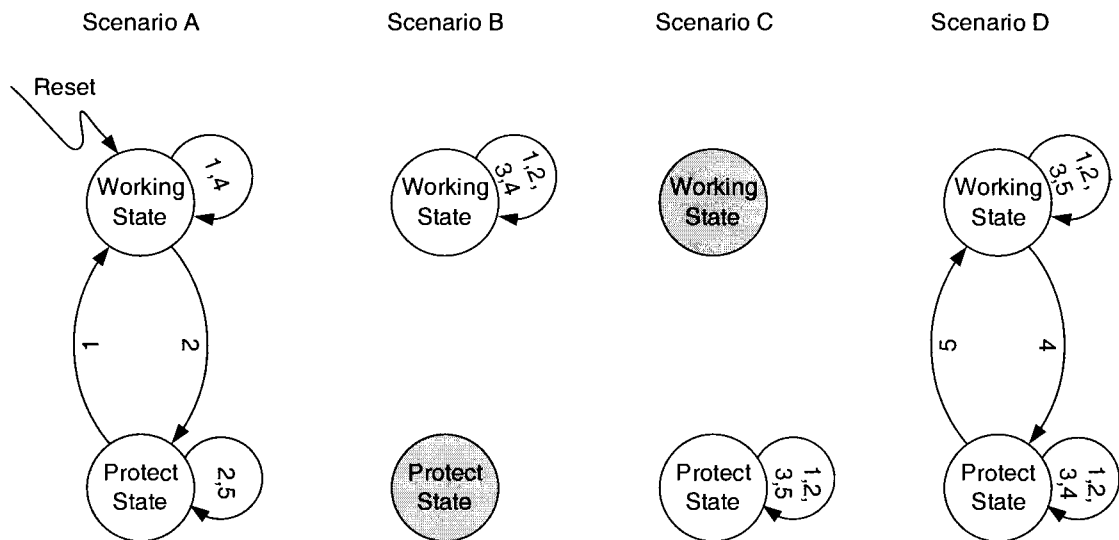 Scenario A
Scenario B
Scenario C
Scenario D
Reset
Working
State
1,4
Working
State
1,2,
3,4
Working
State
Working
State
1,2,
3,5
1
2
5
4
Protect
State
2,5
Protect
State
Protect
State
1,2,
3,5
Protect
State
1,2,
3,4